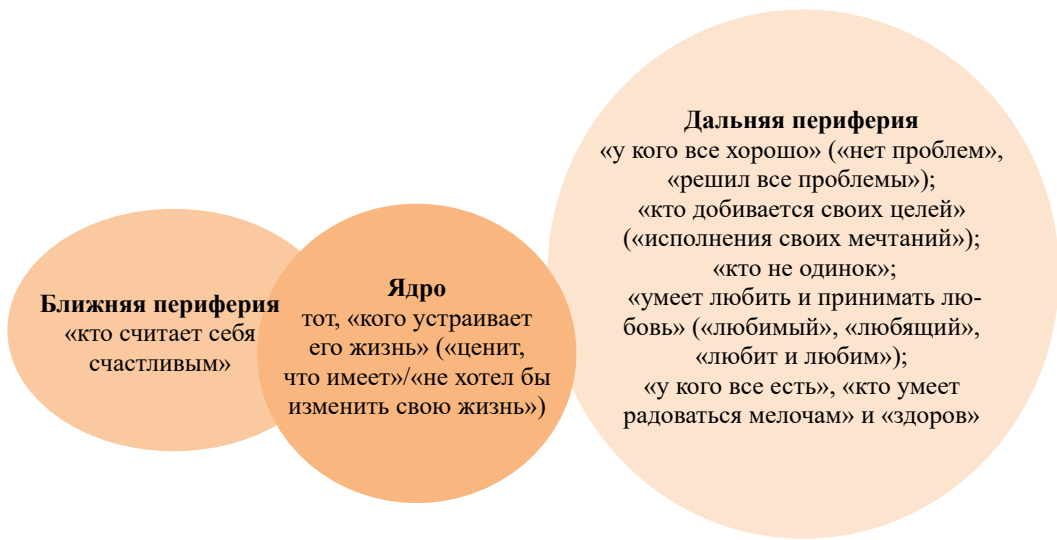 Ближняя периферия
«кто считает себя
счастливым»
Ядро
тот, «кого устраивает
его жизнь» («ценит,
что имеет»/«не хотел бы
изменить свою жизнь»)
Дальняя периферия
«у кого все хорошо» («нет проблем»,
«решил все проблемы»);
«кто добивается своих целей»
(«исполнения своих мечтаний»);
«кто не одинок»;
«умеет любить и принимать лю-
бовь» («любимый», «любящий»,
«любит и любим»);
«у кого все есть», «кто умеет
радоваться мелочам» и «здоров»